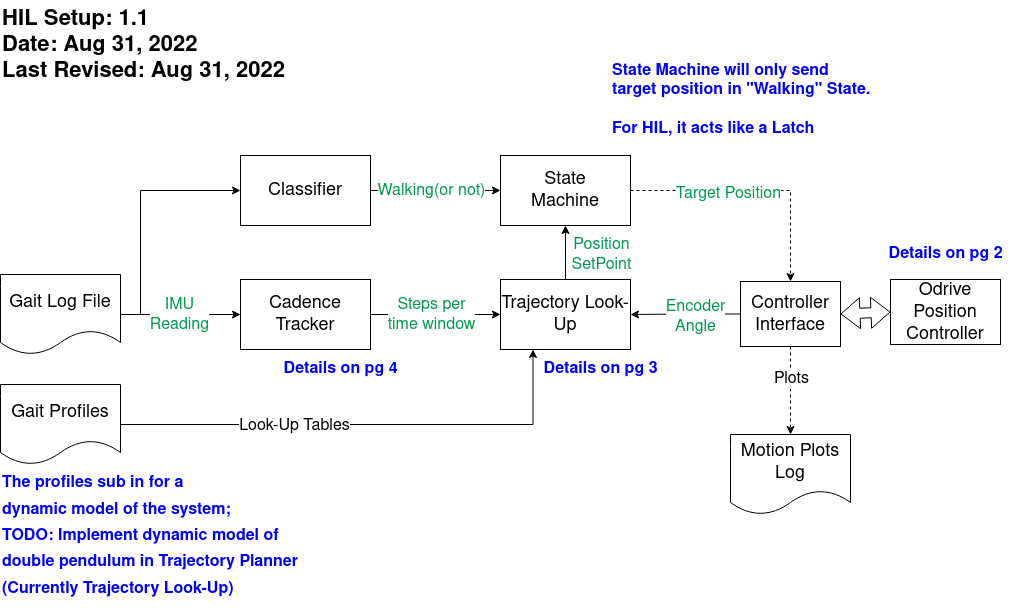 HIL Setup: 1.1
Date: Aug 31, 2022
Last Revised: Aug 31, 2022
State Machine will only send
target position in "Walking" State.
For HIL, it acts like a Latch
Classifier
Walking(or not)
State
Machine
Target Position
Position
SetPoint
Details on pg 2
Gait Log File
IMU
Reading
Cadence
Tracker
Steps per
time window
Trajectory Look-
Up
Encoder
Angle
Controller
Interface
Odrive
Position
Controller
Details on pg 4
Details on pg 3
Plots
Gait Profiles
Look-Up Tables
Motion Plots
Log
The profiles sub in for a
dynamic model of the system;
TODO: Implement dynamic model of
double pendulum in Trajectory Planner
(Currently Trajectory Look-Up)